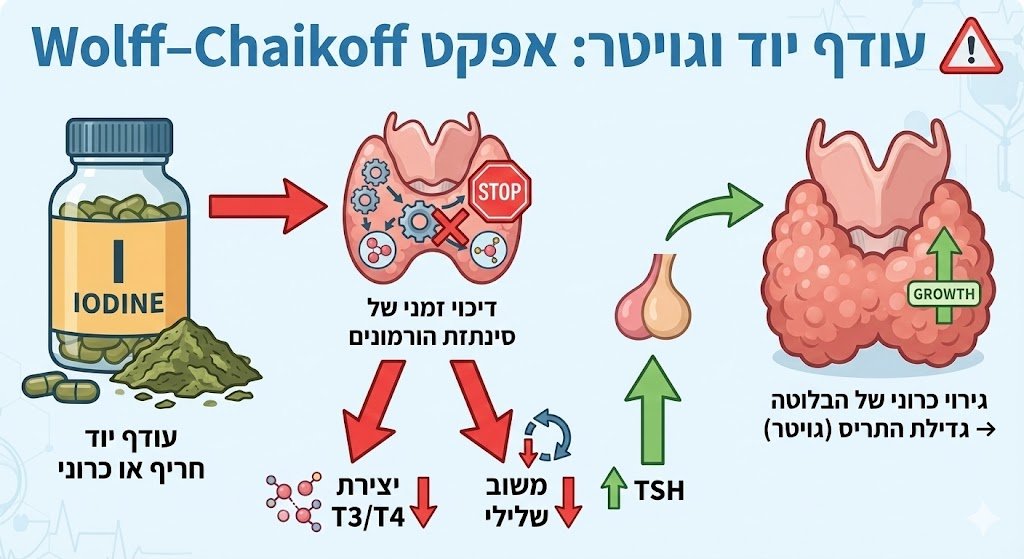 עודף יוד וגויטר: אפקט Wolff–Chaikoff
I
IODINE
עודף יוד
חריף או כרוני
STOP
דיכוי זמני של
סינתזת הורמונים
יצירת
T3/T4
משוב
שלילי
TSH
GROWTH
גירוי כרוני של הבלוטה
→ גדילת התריס (גויטר)